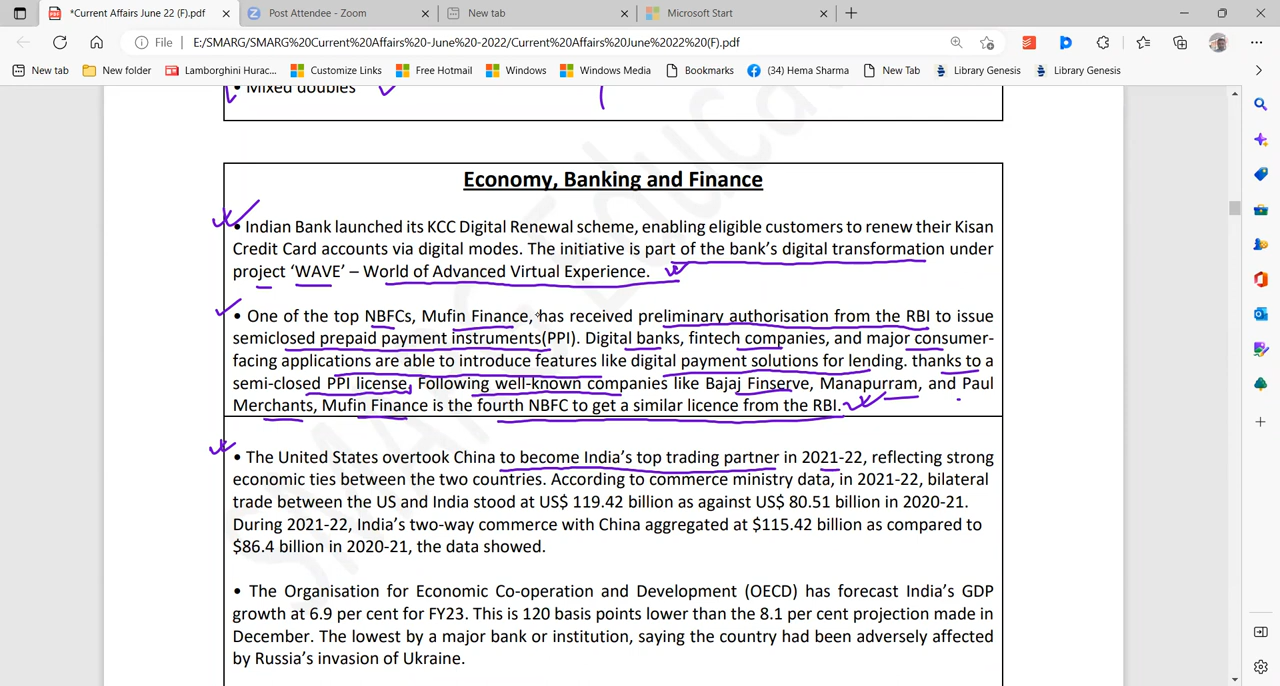 *Current Affairs June 22 (F).pdf
Post Attendee - Zoom
New tab
Microsoft Start
File
E:/SMARG/SMARG%20Current%20Affairs%20-June%20-2022/Current%20Affairs%20June%2022%20(F).pdf
New tab
New folder
Lamborghini Hurac...
Customize Links
Free Hotmail
Windows
Windows Media
Bookmarks
(34) Hema Sharma
New Tab
Library Genesis
Library Genesis
• Mixed doubles
Economy, Banking and Finance
• Indian Bank launched its KCC Digital Renewal scheme, enabling eligible customers to renew their Kisan
Credit Card accounts via digital modes. The initiative is part of the bank's digital transformation under
project 'WAVE' – World of Advanced Virtual Experience.
• One of the top NBFCs, Mufin Finance, has received preliminary authorisation from the RBI to issue
semiclosed prepaid payment instruments(PPI). Digital banks, fintech companies, and major consumer-
facing applications are able to introduce features like digital payment solutions for lending. thanks to a
semi-closed PPI license. Following well-known companies like Bajaj Finserve, Manapurram, and Paul
Merchants, Mufin Finance is the fourth NBFC to get a similar licence from the RBI.
• The United States overtook China to become India's top trading partner in 2021-22, reflecting strong
economic ties between the two countries. According to commerce ministry data, in 2021-22, bilateral
trade between the US and India stood at US$ 119.42 billion as against US$ 80.51 billion in 2020-21.
During 2021-22, India's two-way commerce with China aggregated at $115.42 billion as compared to
$86.4 billion in 2020-21, the data showed.
• The Organisation for Economic Co-operation and Development (OECD) has forecast India's GDP
growth at 6.9 per cent for FY23. This is 120 basis points lower than the 8.1 per cent projection made in
December. The lowest by a major bank or institution, saying the country had been adversely affected
by Russia's invasion of Ukraine.